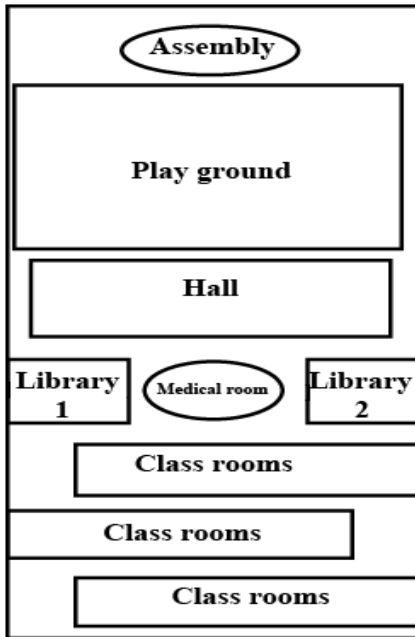 Assembly
Play ground
Hall
Library
1
Medical room
Library
2
Class rooms
Class rooms
Class rooms